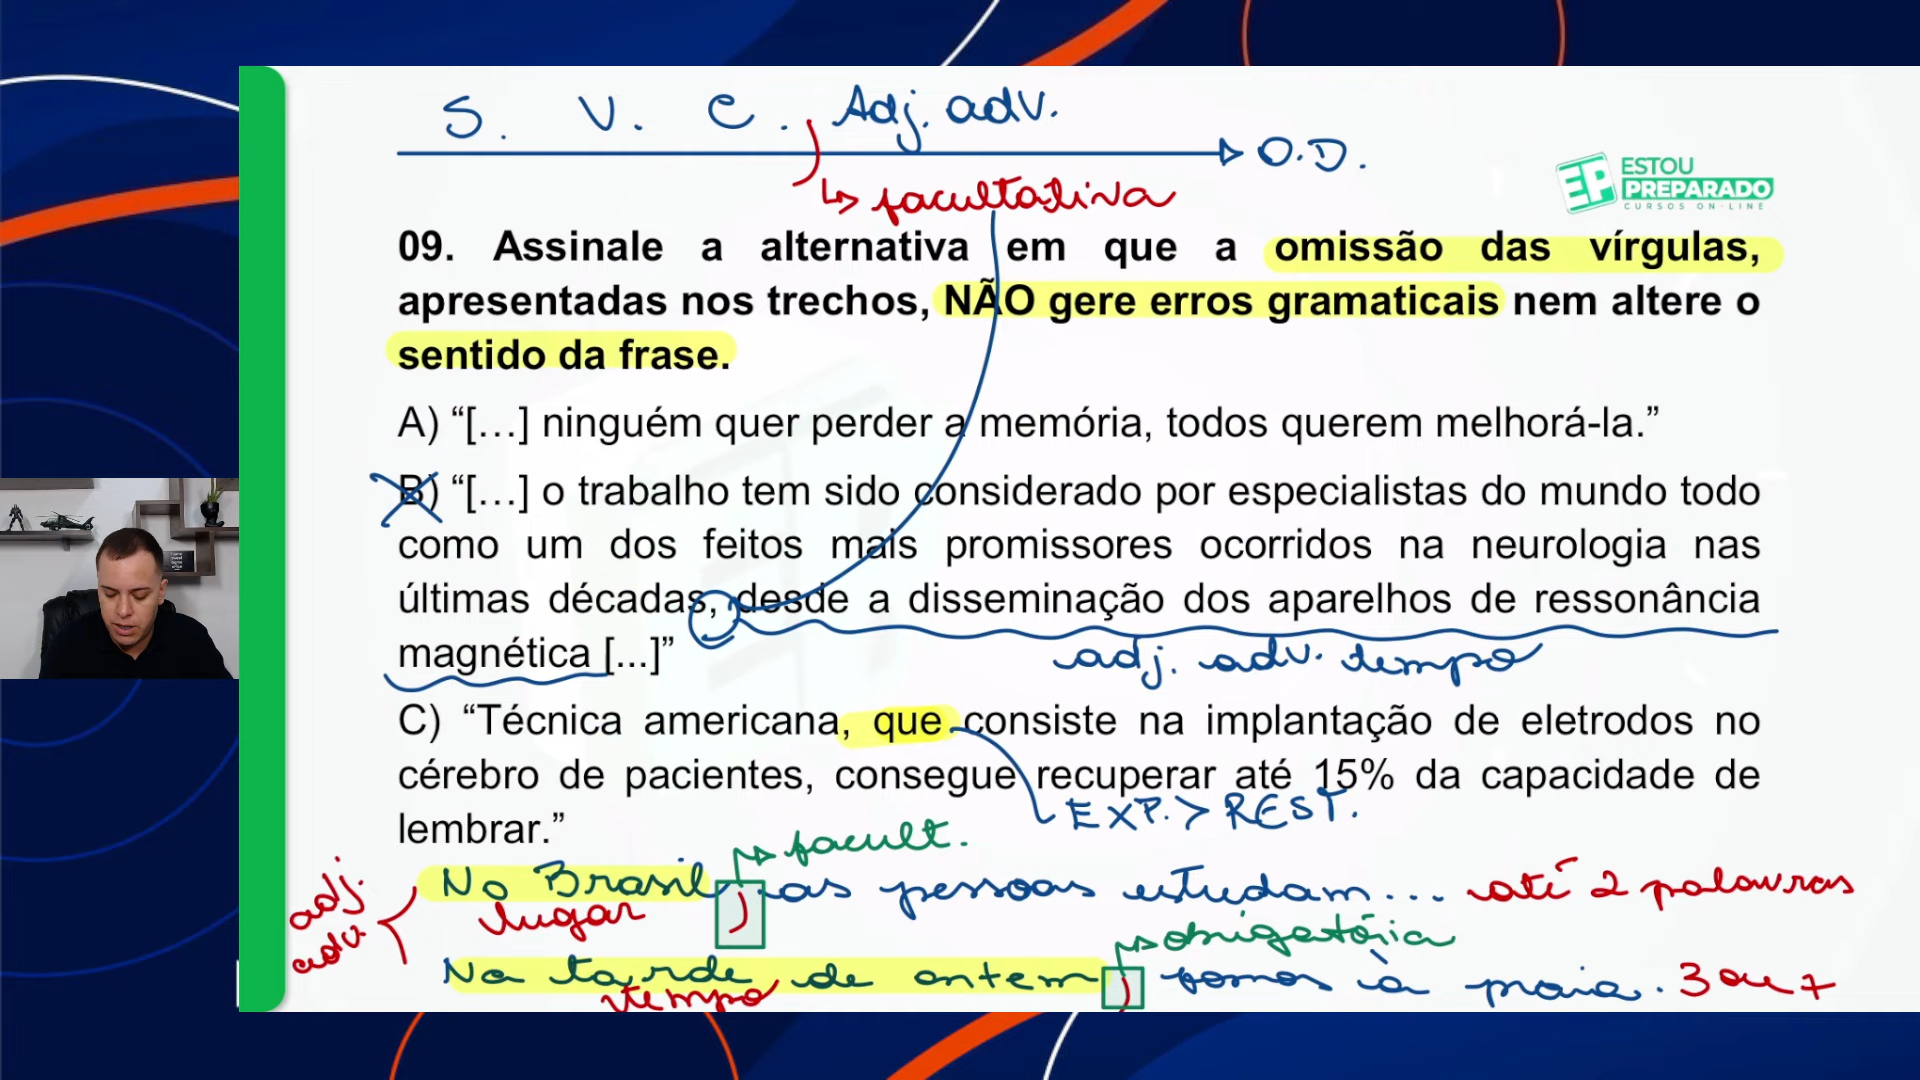 S. V. C. Adj. adv.
O.D.
facultativa
ESTOU
PREPARADO
CURSOS ON-LINE
EP
09. Assinale a alternativa em que a omissão das vírgulas,
apresentadas nos trechos, NÃO gere erros gramaticais nem altere o
sentido da frase.
A) “[…] ninguém quer perder a memória, todos querem melhorá-la.”
B) “[…] o trabalho tem sido considerado por especialistas do mundo todo
como um dos feitos mais promissores ocorridos na neurologia nas
últimas décadas, desde a disseminação dos aparelhos de ressonância
magnética [...]”
adj. adv. tempo
C) “Técnica americana, que consiste na implantação de eletrodos no
cérebro de pacientes, consegue recuperar até 15% da capacidade de
lembrar.”
EXP. > REST.
facult.
adj. adv.
No Brasil, as pessoas estudam... até 2 palavras
lugar
obrigatória
Na tarde de ontem, fomos à praia. 3 ou +
tempo